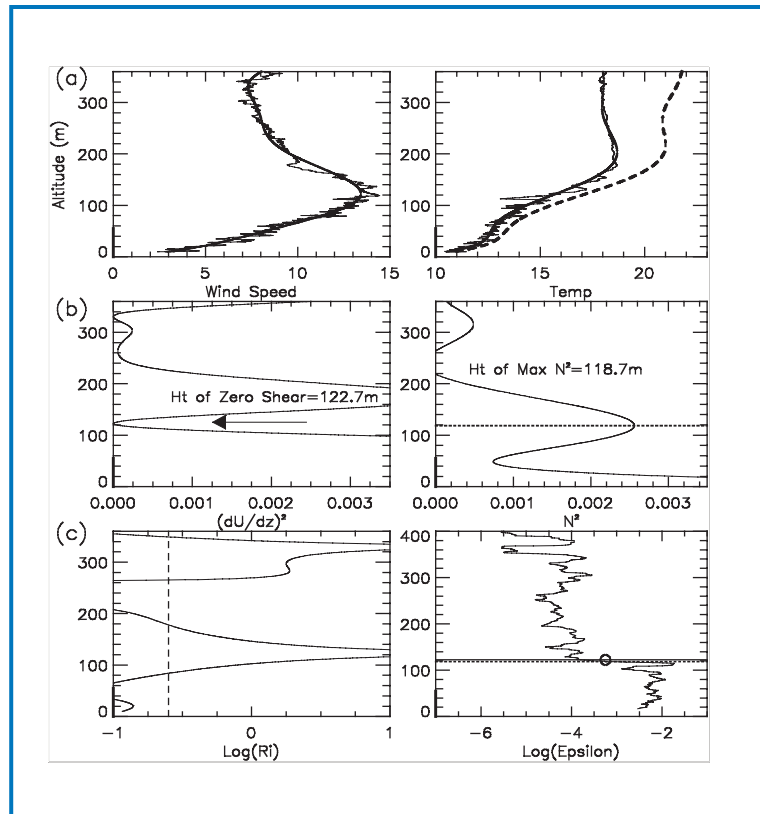 (a)
Altitude (m)
300
200
100
0
0 5 10 15
Wind Speed
300
200
100
0
10 15 20
Temp
(b)
300
200
100
0
Ht of Zero Shear=122.7m
0.000 0.001 0.002 0.003
(dU/dz)²
300
200
100
0
Ht of Max N²=118.7m
0.000 0.001 0.002 0.003
N²
(c)
300
200
100
0
-1 0 1
Log(Ri)
400
300
200
100
0
-6 -4 -2
Log(Epsilon)